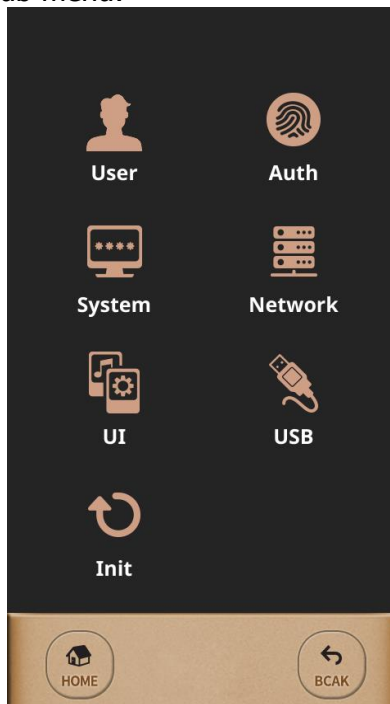 User Auth
**** 
System Network
UI USB
Init
HOME BCAK